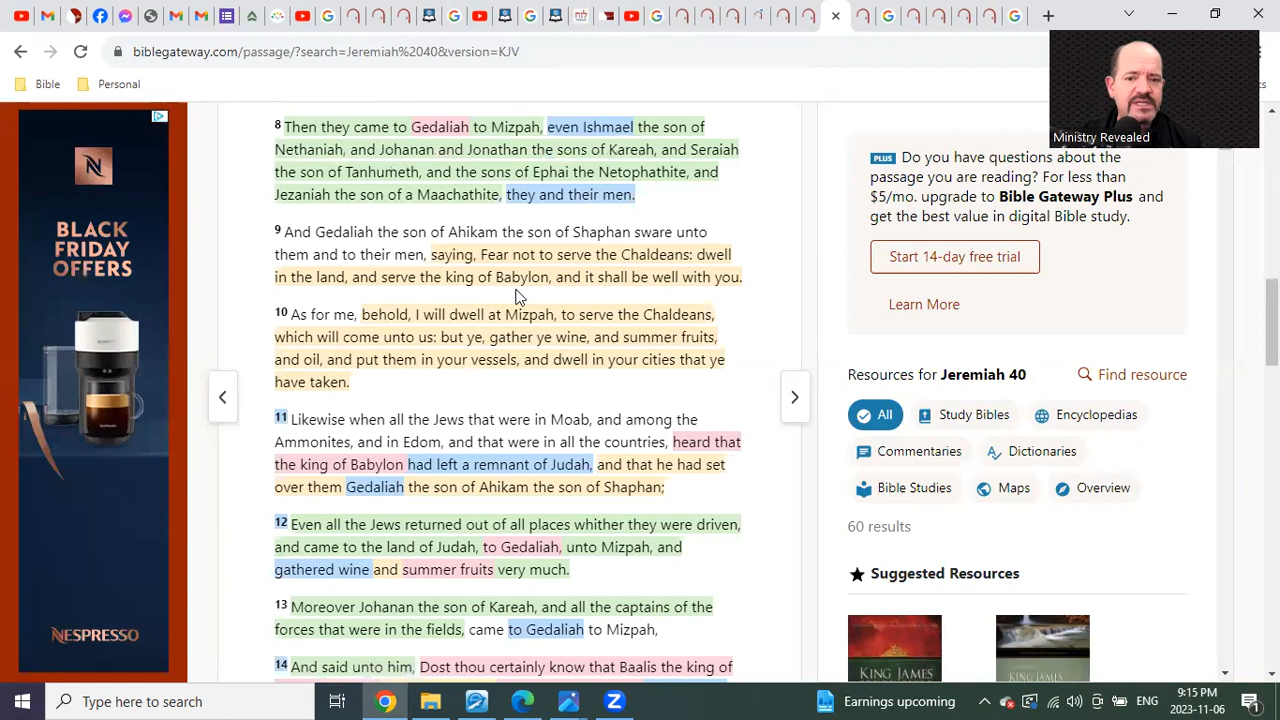 biblegateway.com/passage/?search=Jeremiah%2040&version=KJV
Bible
Personal
Ministry Revealed
N
BLACK
FRIDAY
OFFERS
NESPRESSO
8 Then they came to Gedaliah to Mizpah, even Ishmael the son of
Nethaniah, and Johanan and Jonathan the sons of Kareah, and Seraiah
the son of Tanhumeth, and the sons of Ephai the Netophathite, and
Jezaniah the son of a Maachathite, they and their men.
9 And Gedaliah the son of Ahikam the son of Shaphan sware unto
them and to their men, saying, Fear not to serve the Chaldeans: dwell
in the land, and serve the king of Babylon, and it shall be well with you.
10 As for me, behold, I will dwell at Mizpah, to serve the Chaldeans,
which will come unto us: but ye, gather ye wine, and summer fruits,
and oil, and put them in your vessels, and dwell in your cities that ye
have taken.
11 Likewise when all the Jews that were in Moab, and among the
Ammonites, and in Edom, and that were in all the countries, heard that
the king of Babylon had left a remnant of Judah, and that he had set
over them Gedaliah the son of Ahikam the son of Shaphan;
12 Even all the Jews returned out of all places whither they were driven,
and came to the land of Judah, to Gedaliah, unto Mizpah, and
gathered wine and summer fruits very much.
13 Moreover Johanan the son of Kareah, and all the captains of the
forces that were in the fields, came to Gedaliah to Mizpah,
14 And said unto him, Dost thou certainly know that Baalis the king of
PLUS Do you have questions about the
passage you are reading? For less than
$5/mo. upgrade to Bible Gateway Plus and
get the best value in digital Bible study.
Start 14-day free trial
Learn More
Resources for Jeremiah 40
Find resource
All
Study Bibles
Encyclopedias
Commentaries
Dictionaries
Bible Studies
Maps
Overview
60 results
Suggested Resources
KING JAMES
KING JAMES
Type here to search
Earnings upcoming
ENG
9:15 PM
2023-11-06